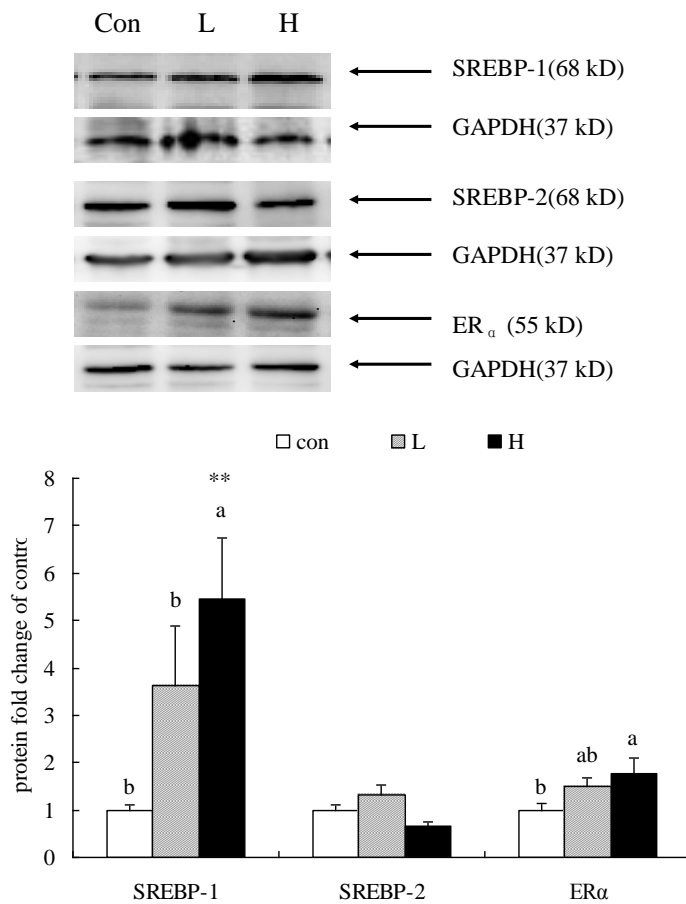 Con L H
SREBP-1(68 kD)
GAPDH(37 kD)
SREBP-2(68 kD)
GAPDH(37 kD)
ERα (55 kD)
GAPDH(37 kD)
con L H
protein fold change of contro
8
7
6
5
4
3
2
1
0
**
a
b
b
a
ab
b
SREBP-1 SREBP-2 ERα